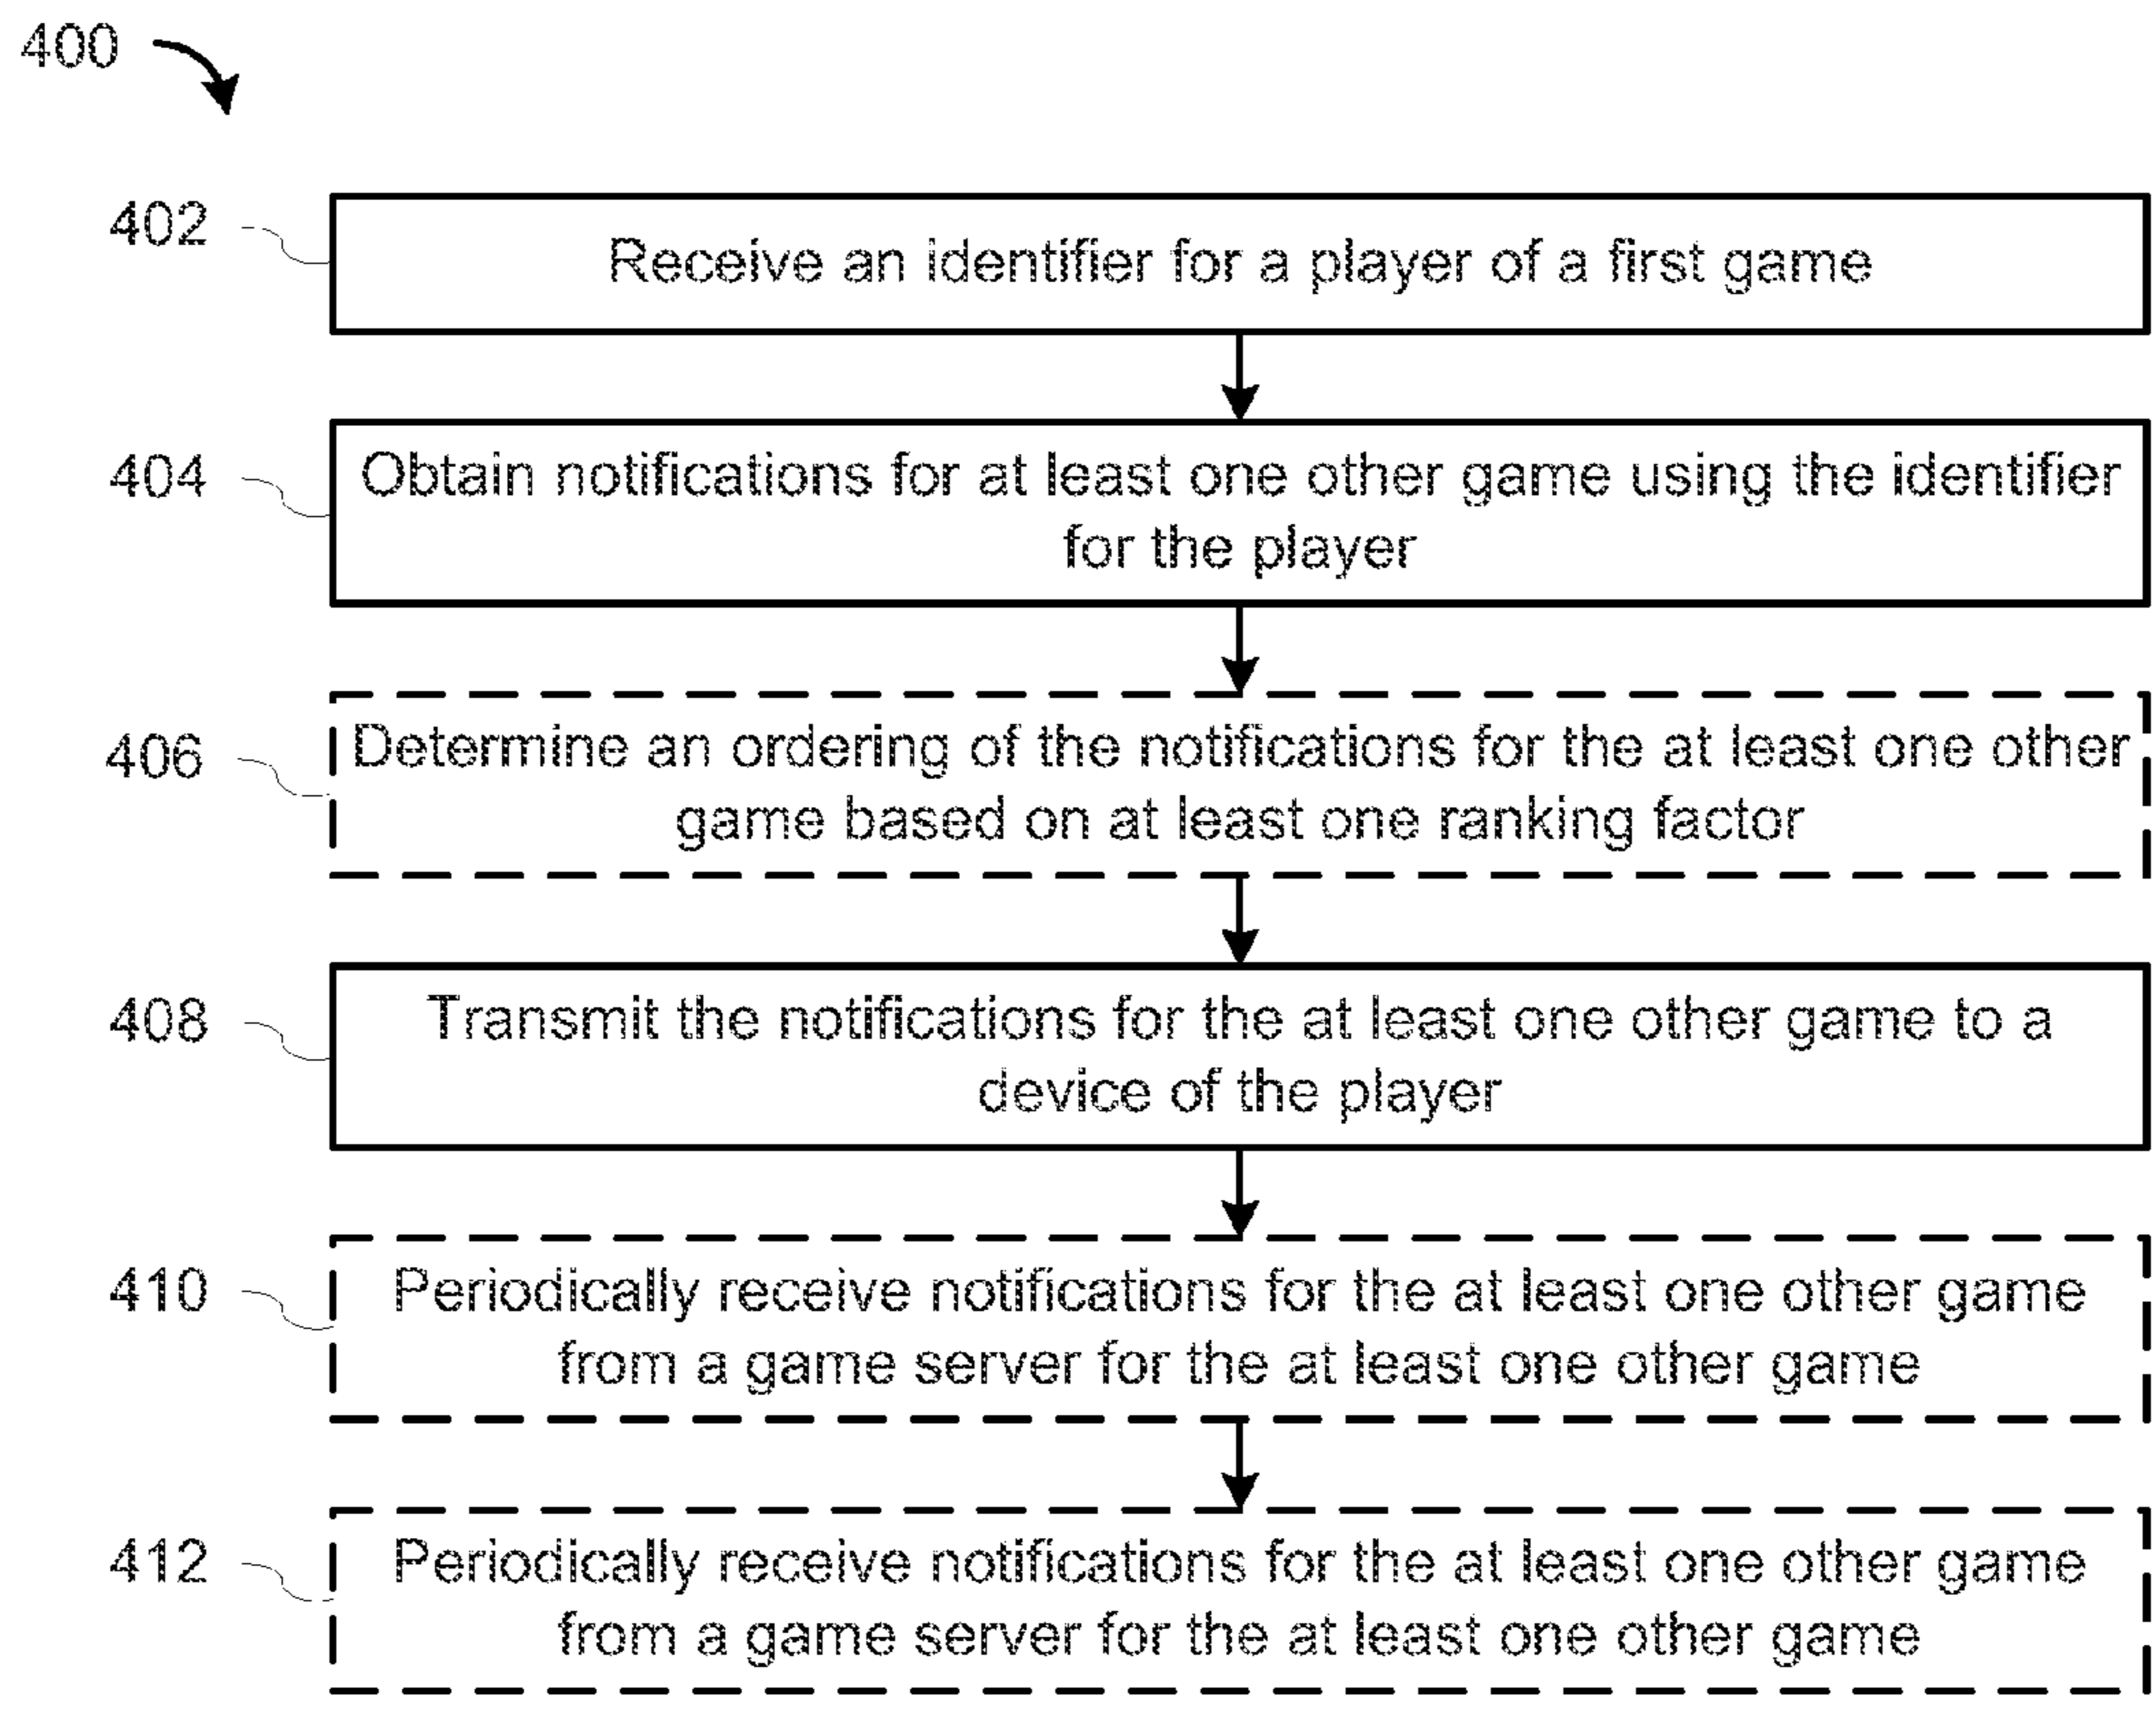 400
402
Receive an identifier for a player of a first game
404
Obtain notifications for at least one other game using the identifier
for the player
406
Determine an ordering of the notifications for the at least one other
game based on at least one ranking factor
408
Transmit the notifications for the at least one other game to a
device of the player
410
Periodically receive notifications for the at least one other game
from a game server for the at least one other game
412
Periodically receive notifications for the at least one other game
from a game server for the at least one other game